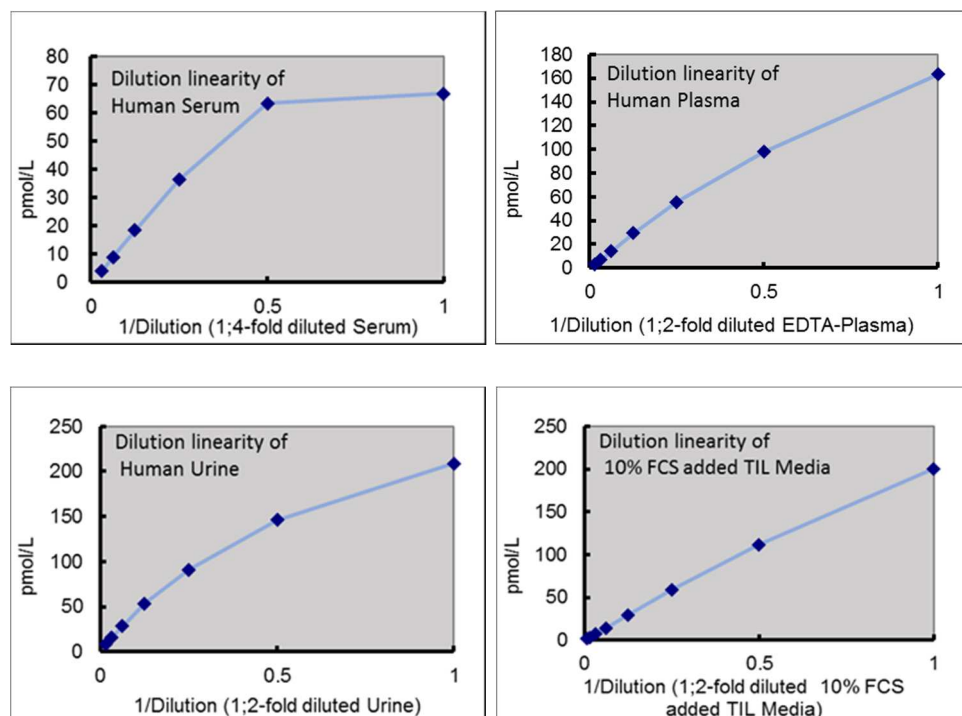 80
70
60
50
40
30
20
10
0
pmol/L
Dilution linearity of
Human Serum
0
0.5
1
1/Dilution (1;4-fold diluted Serum)
180
160
140
120
100
80
60
40
20
0
pmol/L
Dilution linearity of
Human Plasma
0
0.5
1
1/Dilution (1;2-fold diluted EDTA-Plasma)
250
200
150
100
50
0
pmol/L
Dilution linearity of
Human Urine
0
0.5
1
1/Dilution (1;2-fold diluted Urine)
250
200
150
100
50
0
pmol/L
Dilution linearity of
10% FCS added TIL Media
0
0.5
1
1/Dilution (1;2-fold diluted 10% FCS
added TIL Media)